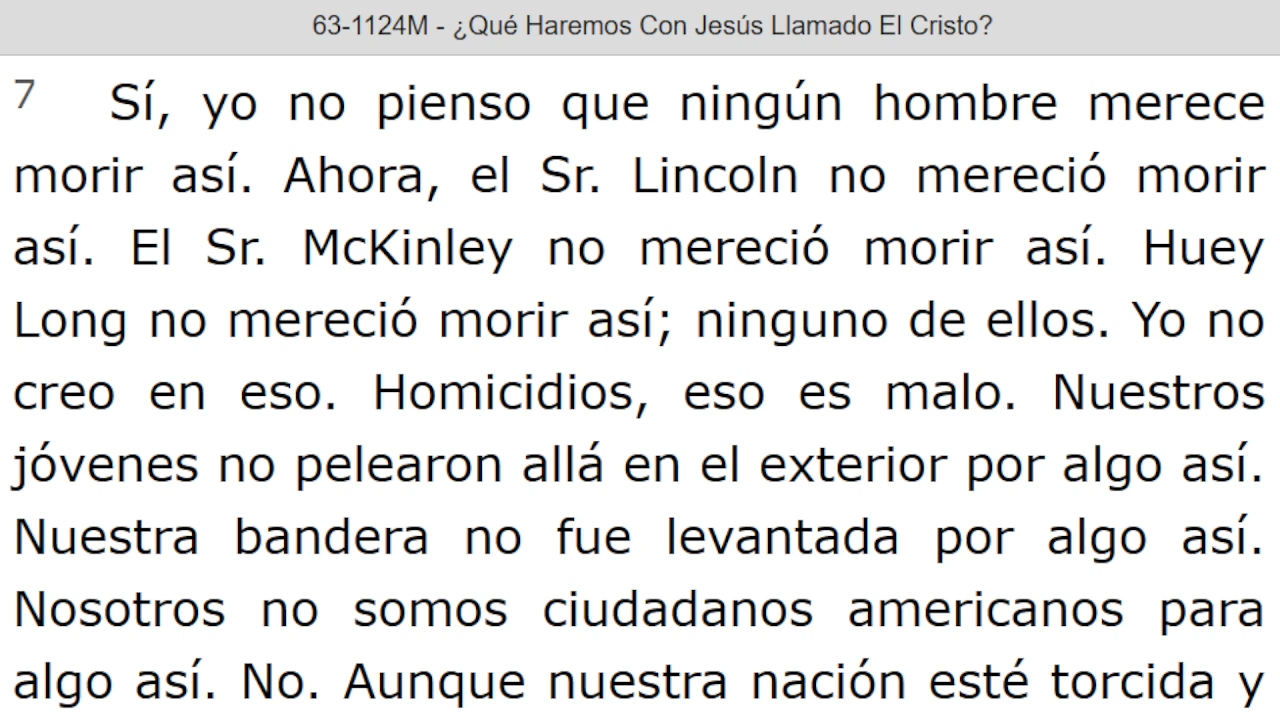 63-1124M - ¿Qué Haremos Con Jesús Llamado El Cristo?
7 Sí, yo no pienso que ningún hombre merece
morir así. Ahora, el Sr. Lincoln no mereció morir
así. El Sr. McKinley no mereció morir así. Huey
Long no mereció morir así; ninguno de ellos. Yo no
creo en eso. Homicidios, eso es malo. Nuestros
jóvenes no pelearon allá en el exterior por algo así.
Nuestra bandera no fue levantada por algo así.
Nosotros no somos ciudadanos americanos para
algo así. No. Aunque nuestra nación esté torcida y